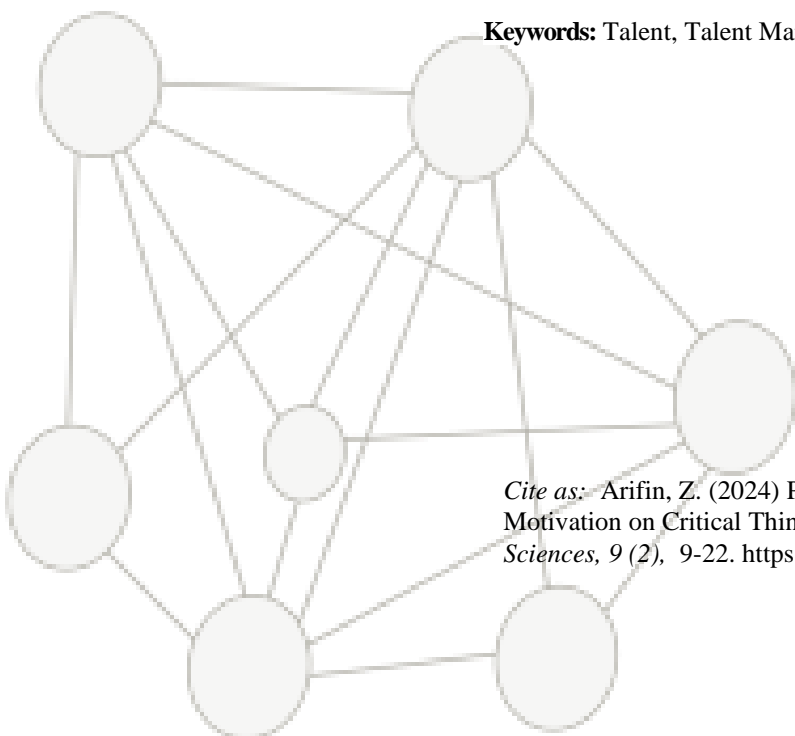 Keywords: Talent, Talent Ma
Cite as: Arifin, Z. (2024)
Motivation on Critical Thin
Sciences, 9 (2), 9-22. https